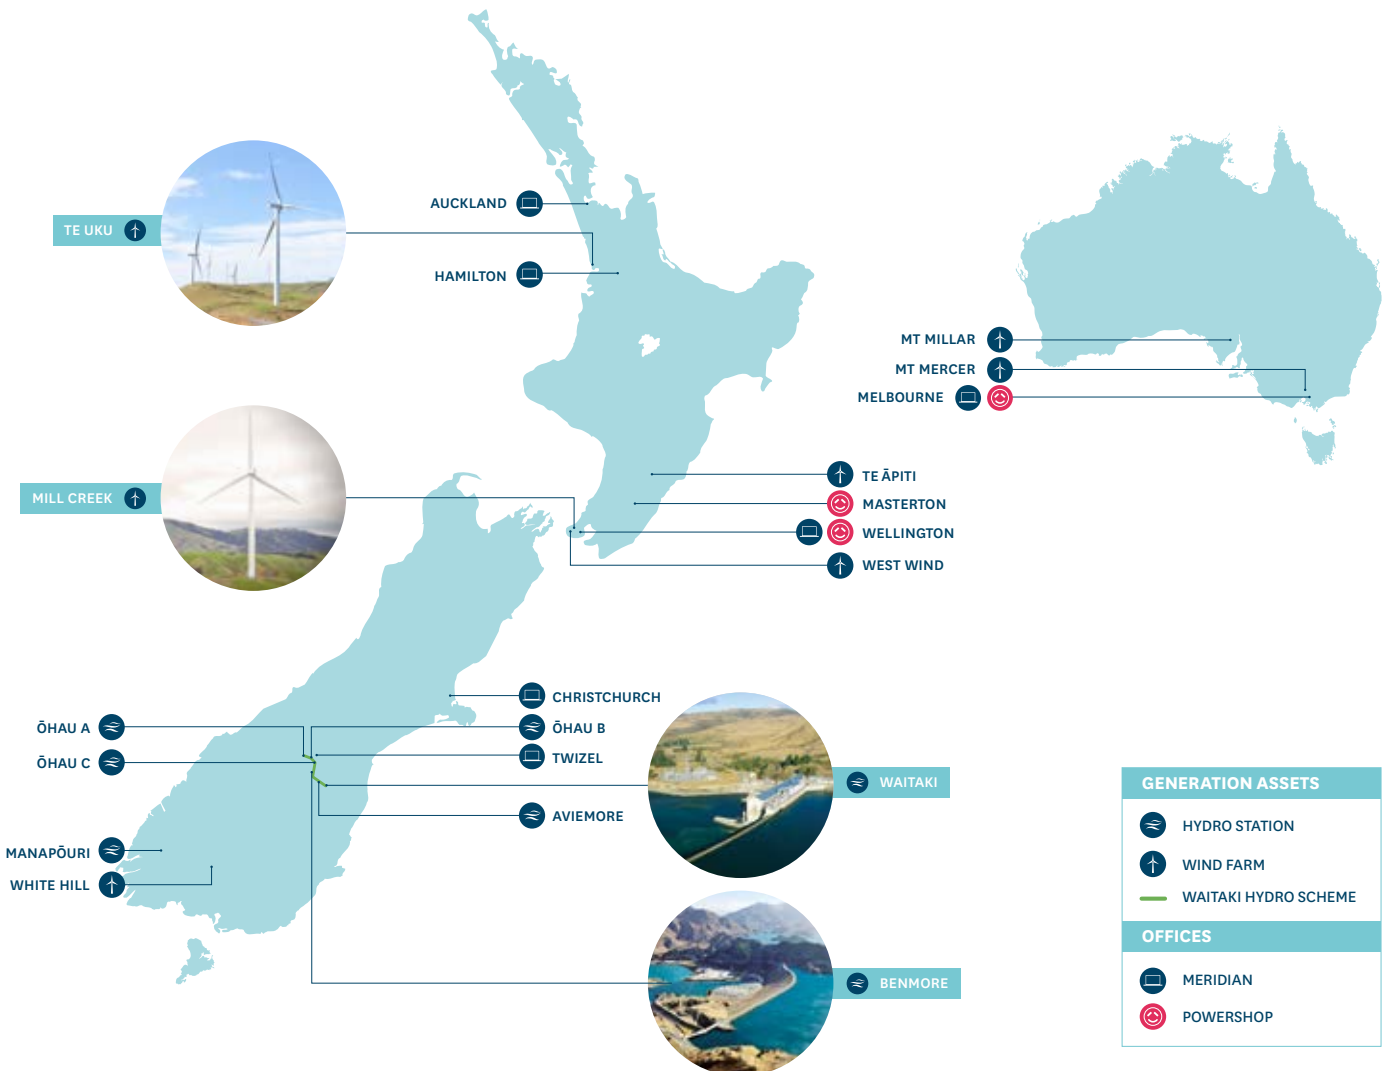 AUCKLAND
TE UKU
HAMILTON
MT MILLAR
MT MERCER
MELBOURNE
TE ĀPITI
MILL CREEK
MASTERTON
WELLINGTON
WEST WIND
CHRISTCHURCH
ŌHAU A
ŌHAU B
ŌHAU C
TWIZEL
WAITAKI
AVIEMORE
MANAPŌURI
WHITE HILL
BENMORE
GENERATION ASSETS
HYDRO STATION
WIND FARM
WAITAKI HYDRO SCHEME
OFFICES
MERIDIAN
POWERSHOP